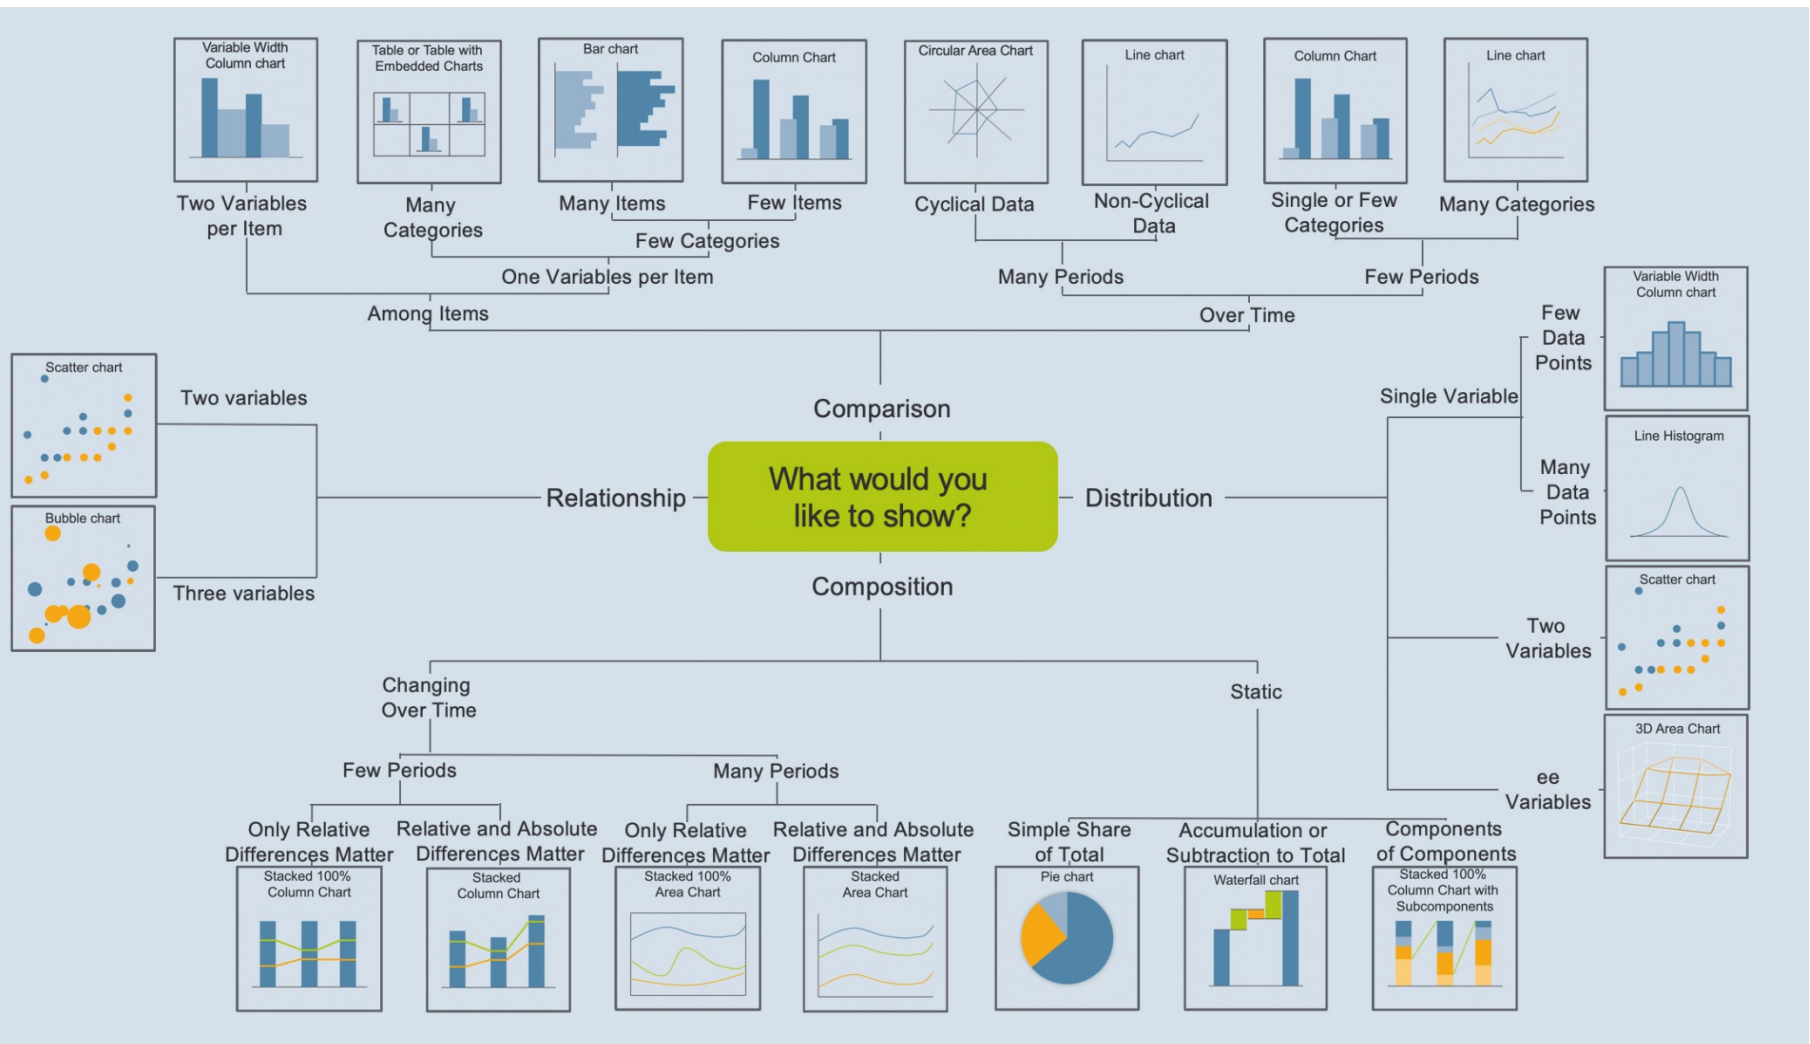 Variable Width
Column chart
Table or Table with
Embedded Charts
Bar chart
Column Chart
Circular Area Chart
Line chart
Column Chart
Line chart
Two Variables
per Item
Many
Categories
Many Items
Few Items
Cyclical Data
Non-Cyclical
Data
Single or Few
Categories
Many Categories
Few Categories
One Variables per Item
Many Periods
Few Periods
Among Items
Over Time
Variable Width
Column chart
Few
Data
Points
Scatter chart
Two variables
Single Variable
Comparison
Line Histogram
Many
Data
Points
What would you
like to show?
Relationship
Distribution
Bubble chart
Three variables
Composition
Scatter chart
Two
Variables
Changing
Over Time
Static
3D Area Chart
ee
Variables
Few Periods
Many Periods
Only Relative
Differences Matter
Relative and Absolute
Differences Matter
Only Relative
Differences Matter
Relative and Absolute
Differences Matter
Simple Share
of Total
Accumulation or
Subtraction to Total
Components
of Components
Stacked 100%
Column Chart
Stacked
Column Chart
Stacked 100%
Area Chart
Stacked
Area Chart
Pie chart
Waterfall chart
Stacked 100%
Column Chart with
Subcomponents